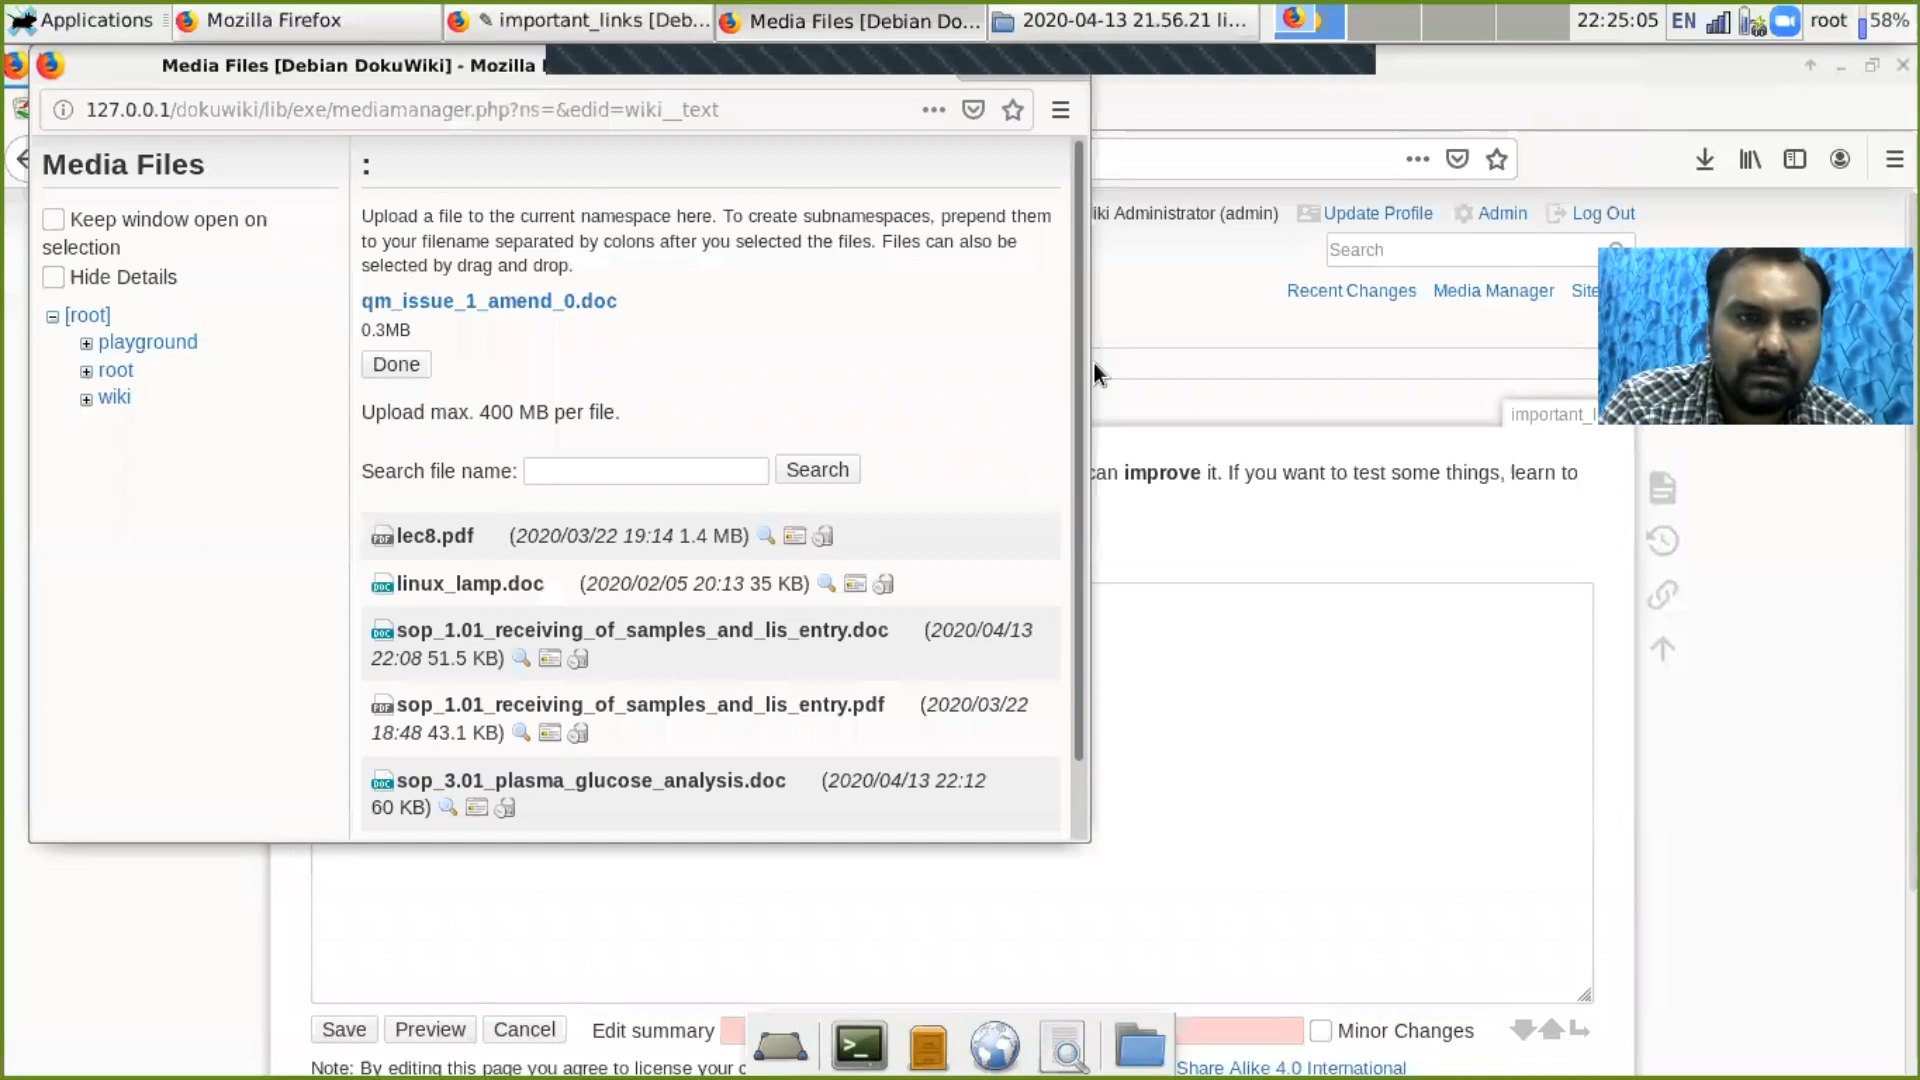 Applications
Mozilla Firefox
✎ important_links [Deb...
Media Files [Debian Do...
2020-04-13 21.56.21 li...
22:25:05
EN
root
58%
Media Files [Debian DokuWiki] - Mozilla
127.0.0.1/dokuwiki/lib/exe/mediamanager.php?ns=&edid=wiki__text
Media Files
Keep window open on
selection
Hide Details
[root]
playground
root
wiki
:
Upload a file to the current namespace here. To create subnamespaces, prepend them
to your filename separated by colons after you selected the files. Files can also be
selected by drag and drop.
qm_issue_1_amend_0.doc
0.3MB
Done
Upload max. 400 MB per file.
Search file name:
Search
lec8.pdf (2020/03/22 19:14 1.4 MB)
linux_lamp.doc (2020/02/05 20:13 35 KB)
sop_1.01_receiving_of_samples_and_lis_entry.doc (2020/04/13
22:08 51.5 KB)
sop_1.01_receiving_of_samples_and_lis_entry.pdf (2020/03/22
18:48 43.1 KB)
sop_3.01_plasma_glucose_analysis.doc (2020/04/13 22:12
60 KB)
iki Administrator (admin) Update Profile Admin Log Out
Search
Recent Changes Media Manager Site
important_l
can improve it. If you want to test some things, learn to
Save Preview Cancel Edit summary Minor Changes
Note: By editing this page you agree to license your c
Share Alike 4.0 International